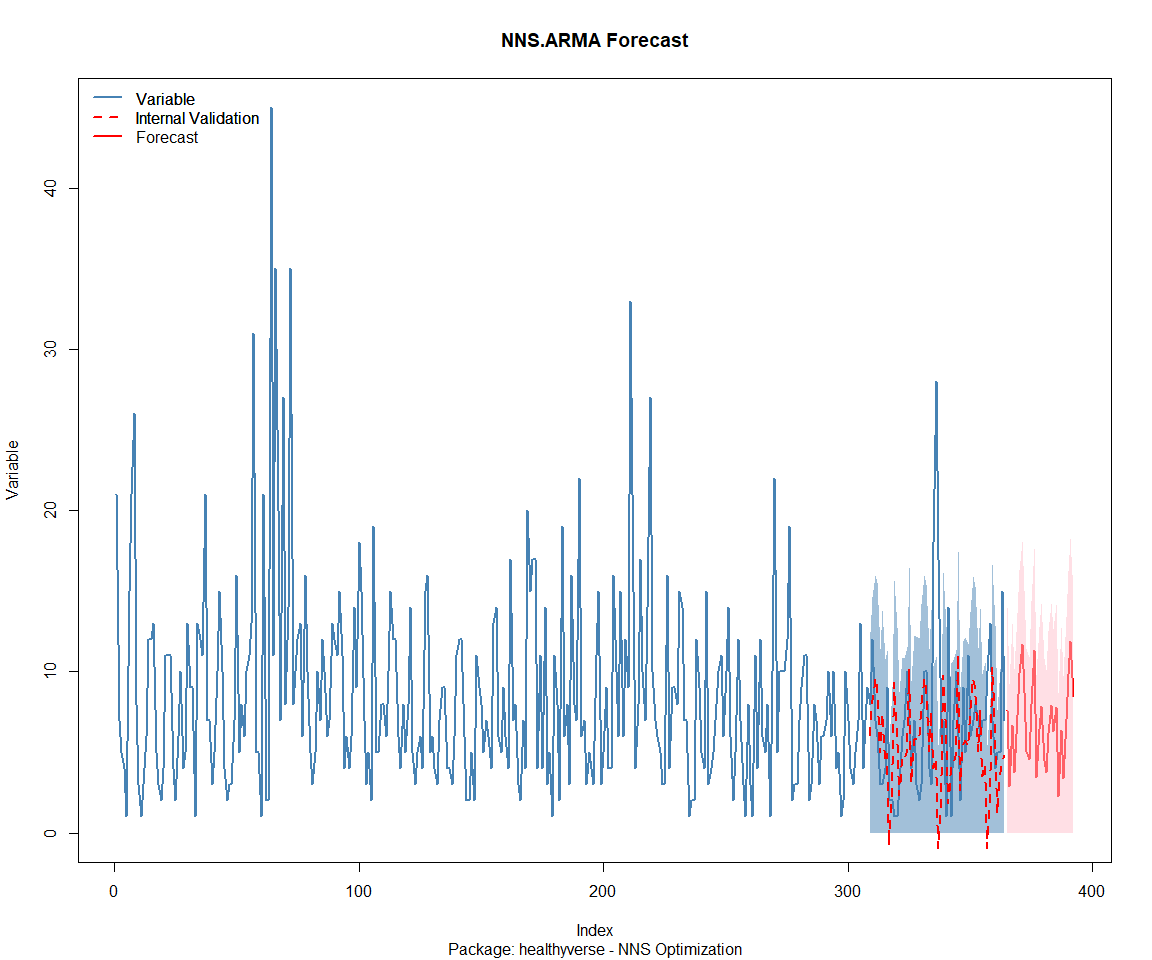 NNS.ARMA Forecast
Variable
Internal Validation
Forecast
Variable
40
30
20
10
0
0
100
200
300
400
Index
Package: healthyverse - NNS Optimization